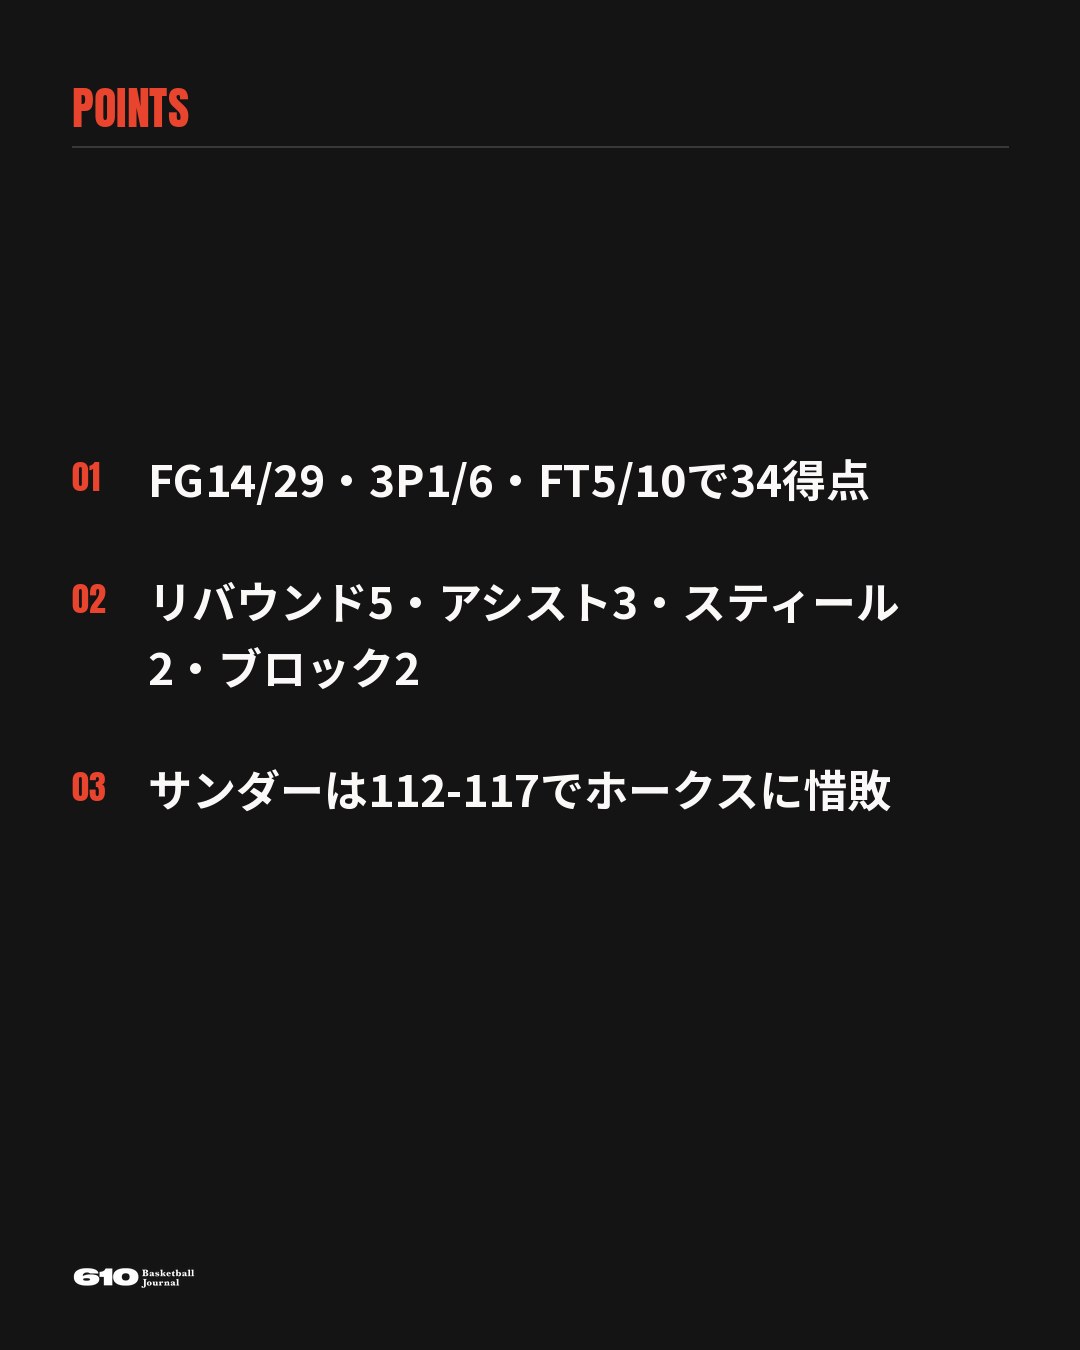 POINTS
01 FG14/29・3P1/6・FT5/10で34得点
02 リバウンド5・アシスト3・スティール
2・ブロック2
03 サンダーは112-117でホークスに惜敗
610 Basketball
Journal